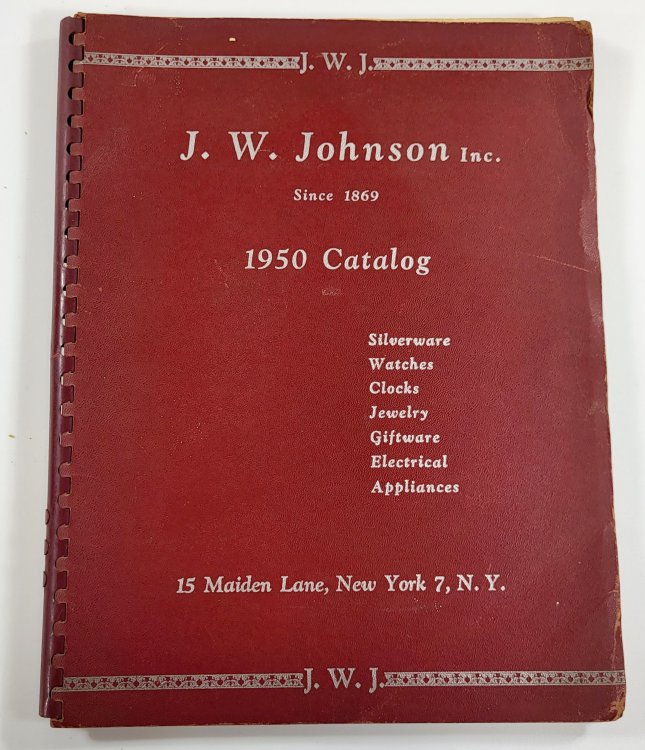 J. W. J.
J. W. Johnson Inc.
Since 1869
1950 Catalog
Silverware
Watches
Clocks
Jewelry
Giftware
Electrical
Appliances
15 Maiden Lane, New York 7, N. Y.
J. W. J.